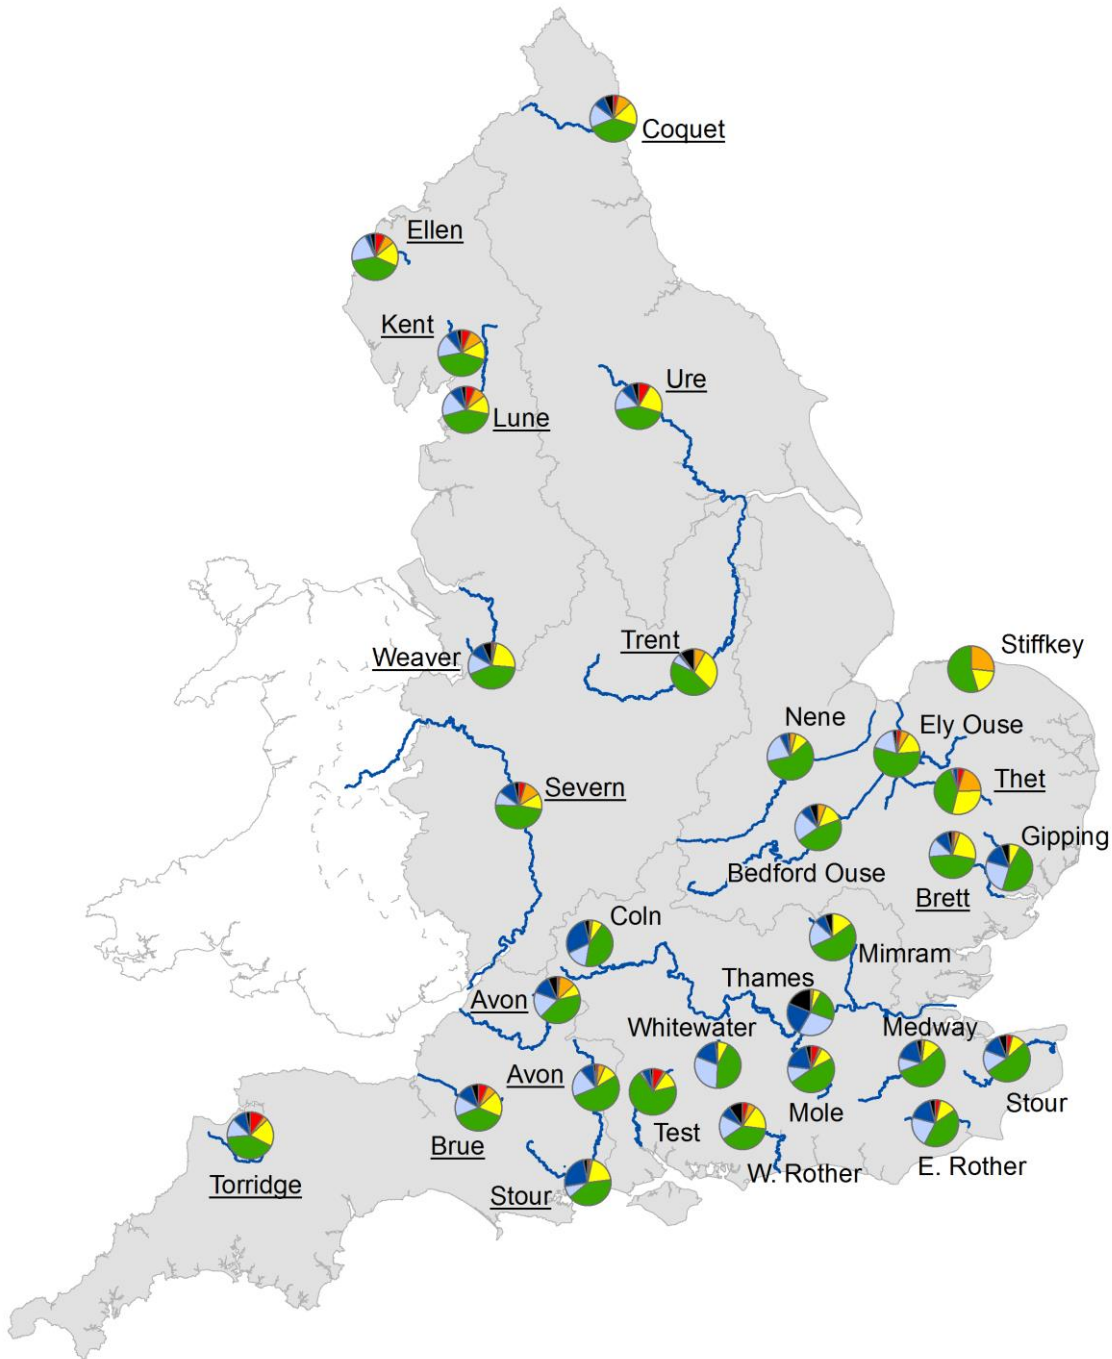 Coquet
Ellen
Kent
Ure
Lune
Trent
Weaver
Stiffkey
Nene
Ely Ouse
Severn
Thet
Gipping
Bedford Ouse
Brett
Coln
Mimram
Thames
Avon
Whitewater
Medway
Avon
Stour
Mole
Test
Brue
W. Rother
E. Rother
Torridge
Stour